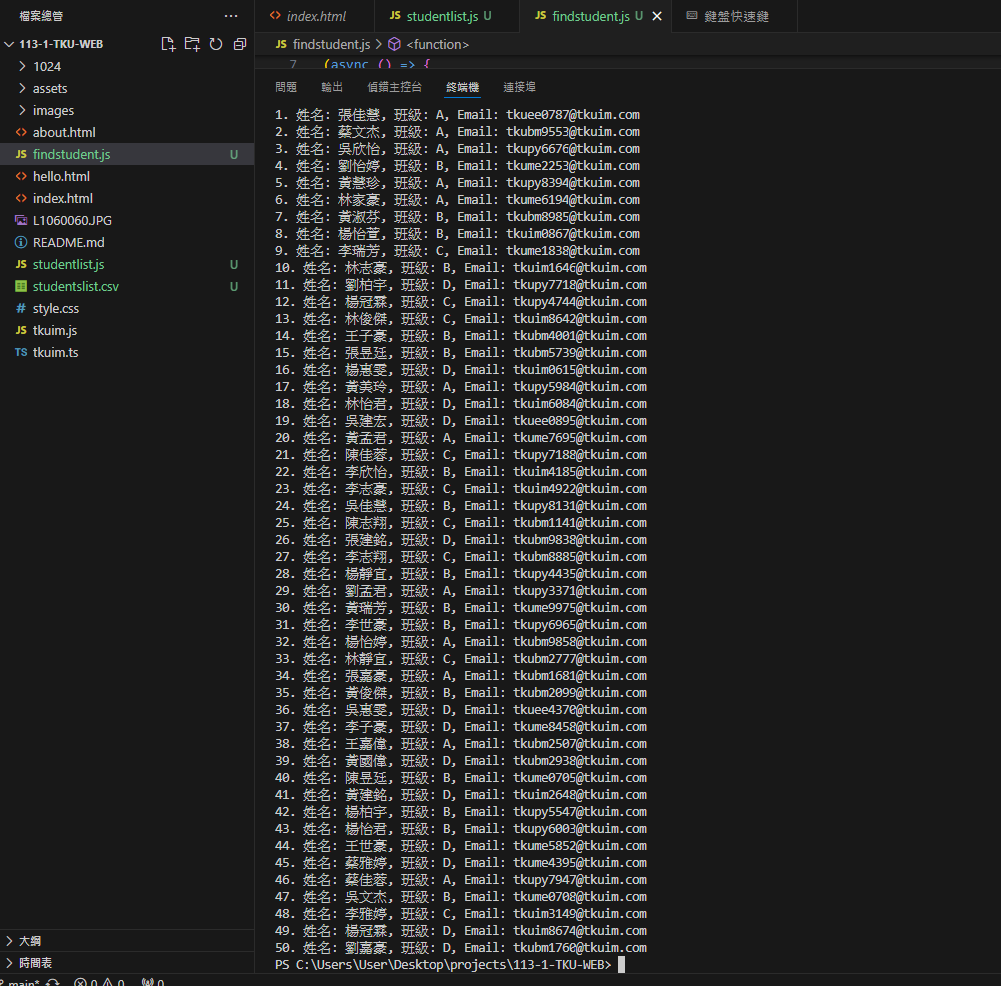 檔案總管 ...
index.html
studentlist.js U
findstudent.js U ×
鍵盤快速鍵
113-1-TKU-WEB
JS findstudent.js > <function>
7 (async () => {
1024
assets
images
about.html
JS findstudent.js U
hello.html
index.html
L1060060.JPG
README.md
JS studentlist.js U
studentslist.csv U
# style.css
JS tkuim.js
TS tkuim.ts
大綱
時間表
main* 0 0 0
問題 輸出 偵錯主控台 終端機 連接埠
1. 姓名: 張佳慧, 班級: A, Email: tkuee0787@tkuim.com
2. 姓名: 蔡文杰, 班級: A, Email: tkubm9553@tkuim.com
3. 姓名: 吳欣怡, 班級: A, Email: tkupy6676@tkuim.com
4. 姓名: 劉怡婷, 班級: B, Email: tkume2253@tkuim.com
5. 姓名: 黃慧珍, 班級: A, Email: tkupy8394@tkuim.com
6. 姓名: 林家豪, 班級: A, Email: tkume6194@tkuim.com
7. 姓名: 黃淑芬, 班級: B, Email: tkubm8985@tkuim.com
8. 姓名: 楊怡萱, 班級: B, Email: tkuim0867@tkuim.com
9. 姓名: 李瑞芳, 班級: C, Email: tkume1838@tkuim.com
10. 姓名: 林志豪, 班級: B, Email: tkuim1646@tkuim.com
11. 姓名: 劉柏宇, 班級: D, Email: tkupy7718@tkuim.com
12. 姓名: 楊冠霖, 班級: C, Email: tkupy4744@tkuim.com
13. 姓名: 林俊傑, 班級: C, Email: tkuim8642@tkuim.com
14. 姓名: 王子豪, 班級: B, Email: tkubm4001@tkuim.com
15. 姓名: 張昱廷, 班級: B, Email: tkubm5739@tkuim.com
16. 姓名: 楊惠雯, 班級: D, Email: tkuim0615@tkuim.com
17. 姓名: 黃美玲, 班級: A, Email: tkupy5984@tkuim.com
18. 姓名: 林怡君, 班級: D, Email: tkuim6084@tkuim.com
19. 姓名: 吳建宏, 班級: D, Email: tkuee0895@tkuim.com
20. 姓名: 黃孟君, 班級: A, Email: tkume7695@tkuim.com
21. 姓名: 陳佳蓉, 班級: C, Email: tkupy7188@tkuim.com
22. 姓名: 李欣怡, 班級: B, Email: tkuim4185@tkuim.com
23. 姓名: 李志豪, 班級: C, Email: tkuim4922@tkuim.com
24. 姓名: 吳佳慧, 班級: B, Email: tkupy8131@tkuim.com
25. 姓名: 陳志翔, 班級: C, Email: tkubm1141@tkuim.com
26. 姓名: 張建銘, 班級: D, Email: tkubm9838@tkuim.com
27. 姓名: 李志翔, 班級: C, Email: tkubm8885@tkuim.com
28. 姓名: 楊靜宜, 班級: B, Email: tkupy4435@tkuim.com
29. 姓名: 劉孟君, 班級: A, Email: tkupy3371@tkuim.com
30. 姓名: 黃瑞芳, 班級: B, Email: tkume9975@tkuim.com
31. 姓名: 李世豪, 班級: B, Email: tkupy6965@tkuim.com
32. 姓名: 楊怡婷, 班級: A, Email: tkubm9858@tkuim.com
33. 姓名: 林靜宜, 班級: C, Email: tkubm2777@tkuim.com
34. 姓名: 張嘉豪, 班級: A, Email: tkubm1681@tkuim.com
35. 姓名: 黃俊傑, 班級: B, Email: tkubm2099@tkuim.com
36. 姓名: 吳惠雯, 班級: D, Email: tkuee4370@tkuim.com
37. 姓名: 李子豪, 班級: D, Email: tkume8458@tkuim.com
38. 姓名: 王嘉偉, 班級: A, Email: tkubm2507@tkuim.com
39. 姓名: 黃國偉, 班級: D, Email: tkubm2938@tkuim.com
40. 姓名: 陳昱廷, 班級: B, Email: tkume0705@tkuim.com
41. 姓名: 黃建銘, 班級: D, Email: tkuim2648@tkuim.com
42. 姓名: 楊柏宇, 班級: B, Email: tkupy5547@tkuim.com
43. 姓名: 楊怡君, 班級: B, Email: tkupy6003@tkuim.com
44. 姓名: 王世豪, 班級: D, Email: tkume5852@tkuim.com
45. 姓名: 蔡雅婷, 班級: D, Email: tkume4395@tkuim.com
46. 姓名: 蔡佳蓉, 班級: A, Email: tkupy7947@tkuim.com
47. 姓名: 吳文杰, 班級: B, Email: tkume0708@tkuim.com
48. 姓名: 李雅婷, 班級: C, Email: tkuim3149@tkuim.com
49. 姓名: 楊冠霖, 班級: D, Email: tkuim8674@tkuim.com
50. 姓名: 劉嘉豪, 班級: D, Email: tkubm1760@tkuim.com
PS C:\Users\User\Desktop\projects\113-1-TKU-WEB>